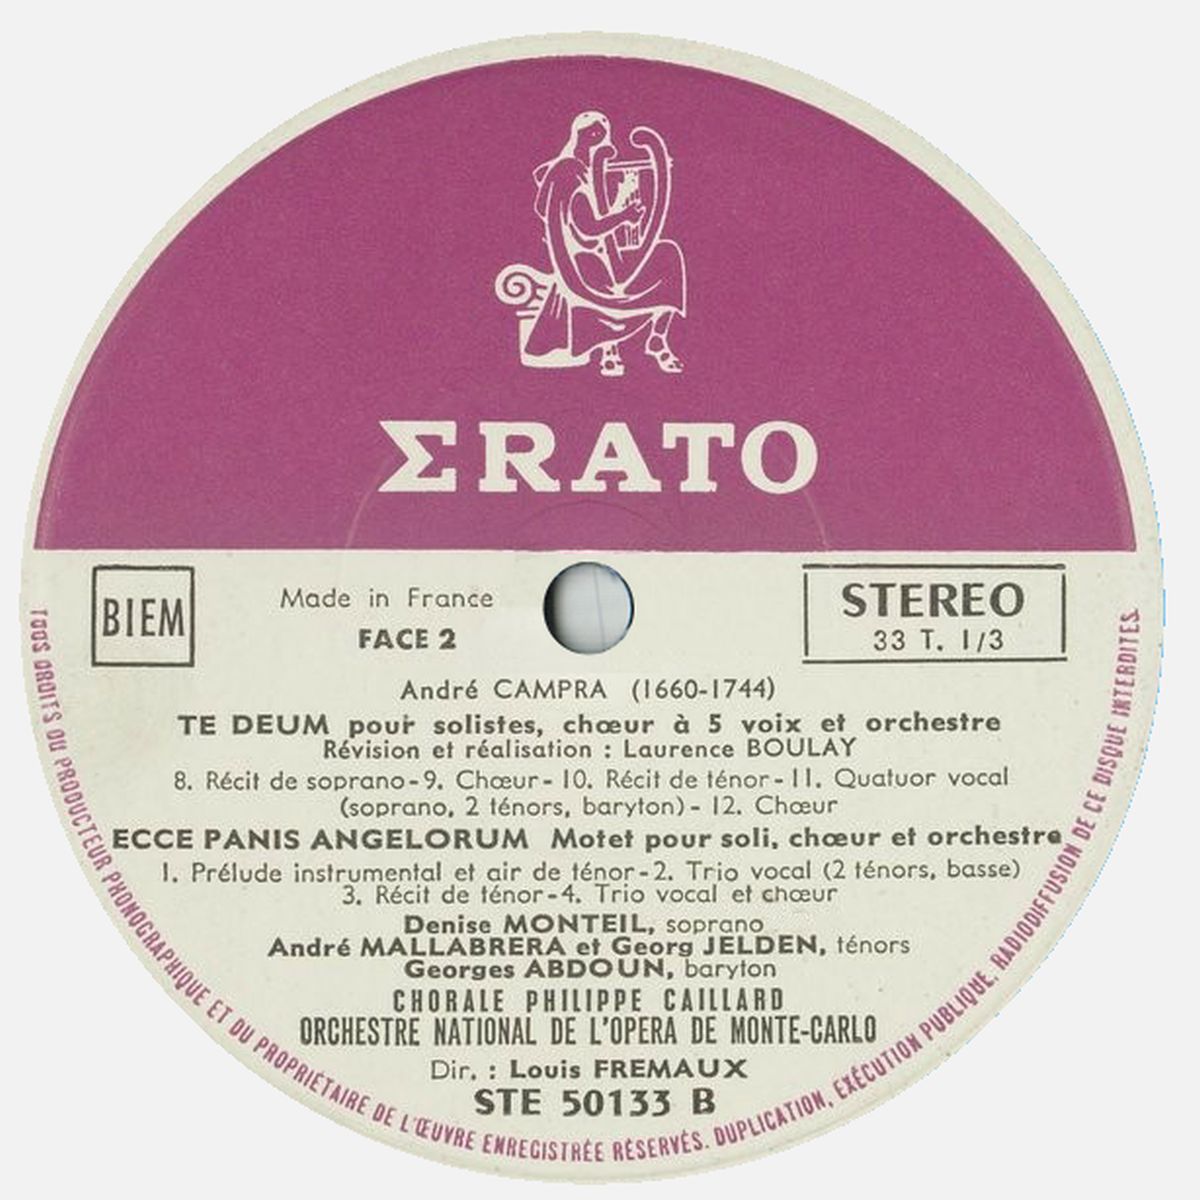 ΣRATO
BIEM
Made in France
FACE 2
STEREO
33 T. 1/3
André CAMPRA (1660-1744)
TE DEUM pour solistes, chœur à 5 voix et orchestre
Révision et réalisation : Laurence BOULAY
8. Récit de soprano - 9. Chœur - 10. Récit de ténor - 11. Quatuor vocal
(soprano, 2 ténors, baryton) - 12. Chœur
ECCE PANIS ANGELORUM Motet pour soli, chœur et orchestre
1. Prélude instrumental et air de ténor - 2. Trio vocal (2 ténors, basse)
3. Récit de ténor - 4. Trio vocal et chœur
Denise MONTEIL, soprano
André MALLABRERA et Georg JELDEN, ténors
Georges ABDOUN, baryton
CHORALE PHILIPPE CAILLARD
ORCHESTRE NATIONAL DE L'OPERA DE MONTE-CARLO
Dir. : Louis FREMAUX
STE 50133 B
TOUS DROITS DU PRODUCTEUR PHONOGRAPHIQUE ET DU PROPRIÉTAIRE DE L'ŒUVRE ENREGISTRÉE RÉSERVÉS. DUPLICATION, EXÉCUTION PUBLIQUE, RADIODIFFUSION DE CE DISQUE INTERDITES.